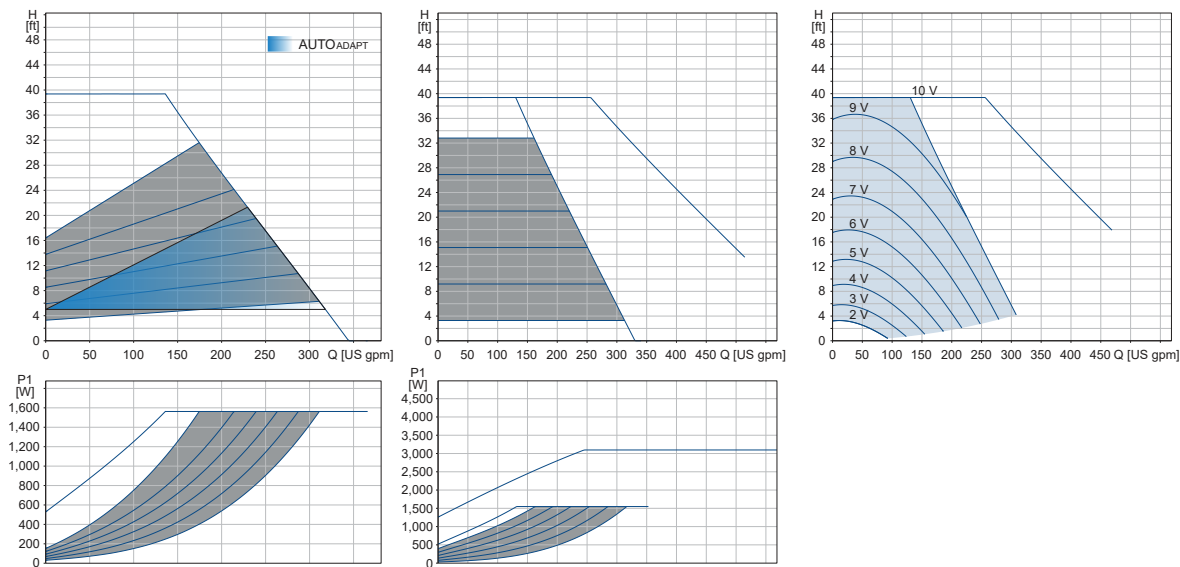 H
[ft]
48
44
40
36
32
28
24
20
16
12
8
4
0
AUTOADAPT
0 50 100 150 200 250 300 Q [US gpm]
H
[ft]
48
44
40
36
32
28
24
20
16
12
8
4
0
0 50 100 150 200 250 300 350 400 450 Q [US gpm]
H
[ft]
48
44
40
36
32
28
24
20
16
12
8
4
0
10 V
9 V
8 V
7 V
6 V
5 V
4 V
3 V
2 V
0 50 100 150 200 250 300 350 400 450 Q [US gpm]
P1
[W]
1,600
1,400
1,200
1,000
800
600
400
200
0
P1
[W]
4,500
4,000
3,500
3,000
2,500
2,000
1,500
1,000
500
0